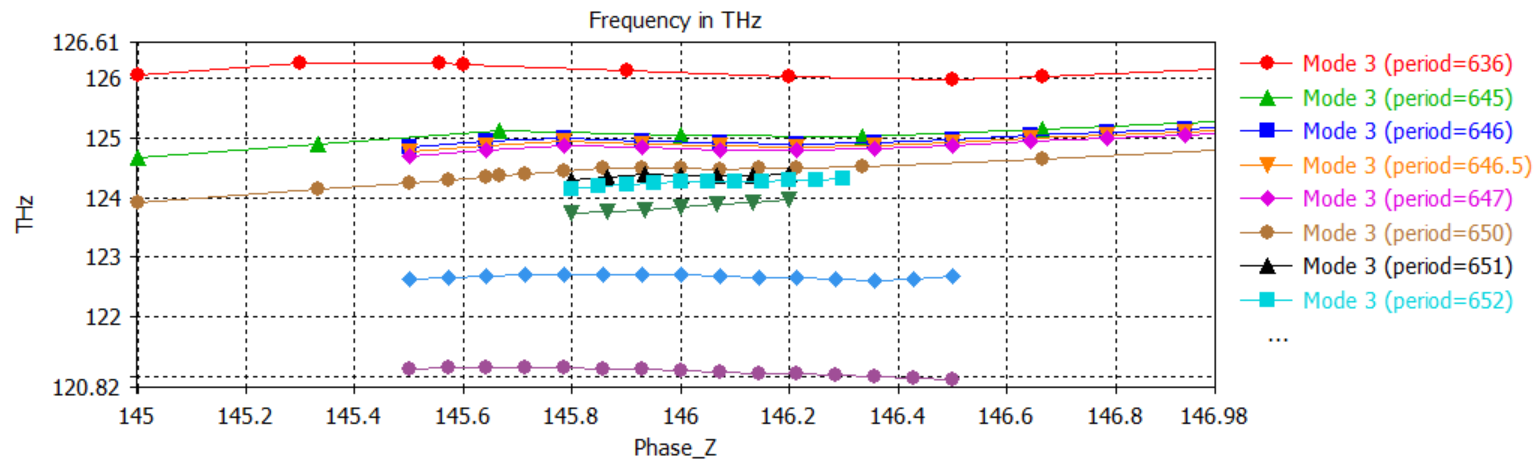 Frequency in THz
126.61
126
125
124
123
122
120.82
THz
145 145.2 145.4 145.6 145.8 146 146.2 146.4 146.6 146.8 146.98
Phase_Z
Mode 3 (period=636)
Mode 3 (period=645)
Mode 3 (period=646)
Mode 3 (period=646.5)
Mode 3 (period=647)
Mode 3 (period=650)
Mode 3 (period=651)
Mode 3 (period=652)
...